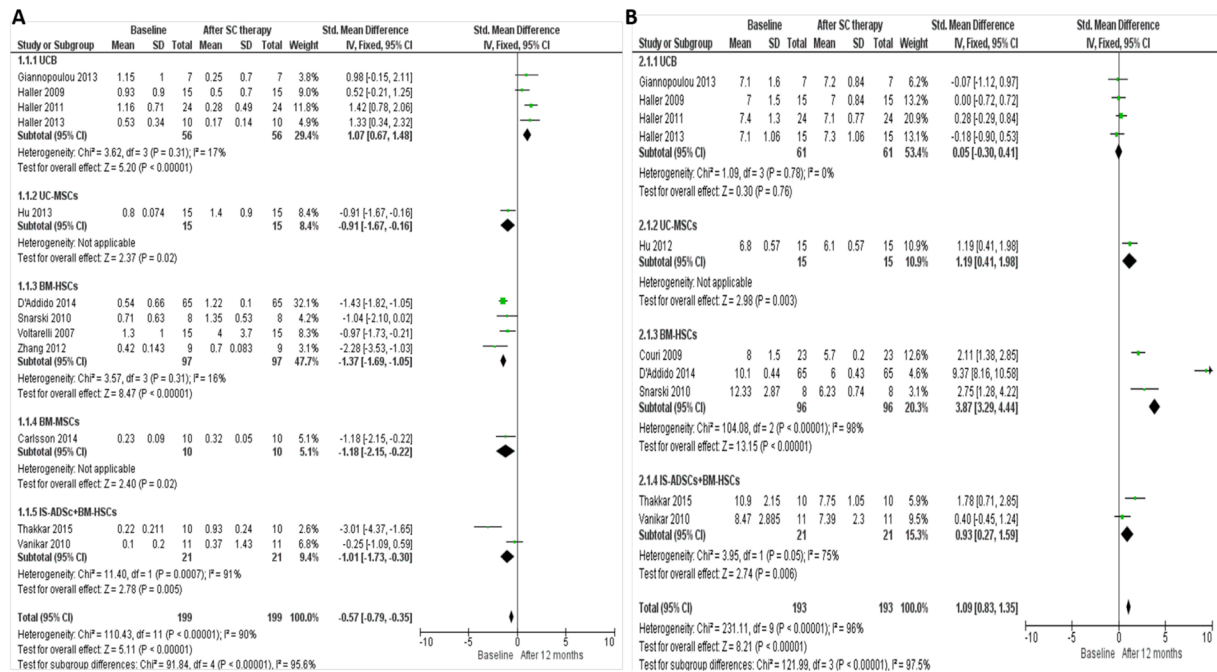 A
Baseline After SC therapy Std. Mean Difference Std. Mean Difference
Study or Subgroup Mean SD Total Mean SD Total Weight IV, Fixed, 95% CI IV, Fixed, 95% CI
1.1.1 UCB
Giannopoulou 2013 1.15 1 7 0.25 0.7 7 3.8% 0.98 [-0.15, 2.11]
Haller 2009 0.93 0.9 15 0.5 0.7 15 9.0% 0.52 [-0.21, 1.25]
Haller 2011 1.16 0.71 24 0.28 0.49 24 11.8% 1.42 [0.78, 2.06]
Haller 2013 0.53 0.34 10 0.17 0.14 10 4.9% 1.33 [0.34, 2.32]
Subtotal (95% CI) 56 56 29.4% 1.07 [0.67, 1.48]
Heterogeneity: Chi² = 3.62, df = 3 (P = 0.31); I² = 17%
Test for overall effect: Z = 5.20 (P < 0.00001)
1.1.2 UC-MSCs
Hu 2013 0.8 0.074 15 1.4 0.9 15 8.4% -0.91 [-1.67, -0.16]
Subtotal (95% CI) 15 15 8.4% -0.91 [-1.67, -0.16]
Heterogeneity: Not applicable
Test for overall effect: Z = 2.37 (P = 0.02)
1.1.3 BM-HSCs
D'Addido 2014 0.54 0.66 65 1.22 0.1 65 32.1% -1.43 [-1.82, -1.05]
Snarski 2010 0.71 0.63 8 1.35 0.53 8 4.2% -1.04 [-2.10, 0.02]
Voltarelli 2007 1.3 1 15 4 3.7 15 8.3% -0.97 [-1.73, -0.21]
Zhang 2012 0.42 0.143 9 0.7 0.083 9 3.1% -2.28 [-3.53, -1.03]
Subtotal (95% CI) 97 97 47.7% -1.37 [-1.69, -1.05]
Heterogeneity: Chi² = 3.57, df = 3 (P = 0.31); I² = 16%
Test for overall effect: Z = 8.47 (P < 0.00001)
1.1.4 BM-MSCs
Carlsson 2014 0.23 0.09 10 0.32 0.05 10 5.1% -1.18 [-2.15, -0.22]
Subtotal (95% CI) 10 10 5.1% -1.18 [-2.15, -0.22]
Heterogeneity: Not applicable
Test for overall effect: Z = 2.40 (P = 0.02)
1.1.5 IS-ADSc+BM-HSCs
Thakkar 2015 0.22 0.211 10 0.93 0.24 10 2.6% -3.01 [-4.37, -1.65]
Vanikar 2010 0.1 0.2 11 0.37 1.43 11 6.8% -0.25 [-1.09, 0.59]
Subtotal (95% CI) 21 21 9.4% -1.01 [-1.73, -0.30]
Heterogeneity: Chi² = 11.40, df = 1 (P = 0.0007); I² = 91%
Test for overall effect: Z = 2.78 (P = 0.005)
Total (95% CI) 199 199 100.0% -0.57 [-0.79, -0.35]
Heterogeneity: Chi² = 110.43, df = 11 (P < 0.00001); I² = 90%
Test for overall effect: Z = 5.11 (P < 0.00001)
Test for subgroup differences: Chi² = 91.84, df = 4 (P < 0.00001), I² = 95.6%
-10 -5 0 5 10
Baseline After 12 months
B
Baseline After SC therapy Std. Mean Difference Std. Mean Difference
Study or Subgroup Mean SD Total Mean SD Total Weight IV, Fixed, 95% CI IV, Fixed, 95% CI
2.1.1 UCB
Giannopoulou 2013 7.1 1.6 7 7.2 0.84 7 6.2% -0.07 [-1.12, 0.97]
Haller 2009 7 1.5 15 7 0.84 15 13.2% 0.00 [-0.72, 0.72]
Haller 2011 7.4 1.3 24 7.1 0.77 24 21.1% 0.28 [-0.29, 0.84]
Haller 2013 7.1 1.06 15 7.3 1.06 15 13.2% -0.18 [-0.90, 0.53]
Subtotal (95% CI) 61 61 53.4% 0.05 [-0.30, 0.41]
Heterogeneity: Chi² = 1.09, df = 3 (P = 0.78); I² = 0%
Test for overall effect: Z = 0.30 (P = 0.76)
2.1.2 UC-MSCs
Hu 2012 6.8 0.57 15 6.1 0.57 15 10.9% 1.19 [0.41, 1.98]
Subtotal (95% CI) 15 15 10.9% 1.19 [0.41, 1.98]
Heterogeneity: Not applicable
Test for overall effect: Z = 2.98 (P = 0.003)
2.1.3 BM-HSCs
Couri 2009 8 1.5 23 5.7 0.2 23 12.6% 2.11 [1.38, 2.85]
D'Addido 2014 10.1 0.44 65 6 0.43 65 4.6% 9.37 [8.16, 10.58]
Snarski 2010 12.33 2.87 8 6.23 0.74 8 3.1% 2.75 [1.28, 4.22]
Subtotal (95% CI) 96 96 20.3% 3.87 [3.29, 4.44]
Heterogeneity: Chi² = 104.08, df = 2 (P < 0.00001); I² = 98%
Test for overall effect: Z = 13.15 (P < 0.00001)
2.1.4 IS-ADSCs+BM-HSCs
Thakkar 2015 10.9 2.15 10 7.75 1.05 10 5.9% 1.78 [0.71, 2.85]
Vanikar 2010 8.47 2.885 11 7.39 2.3 11 9.5% 0.40 [-0.45, 1.24]
Subtotal (95% CI) 21 21 15.3% 0.93 [0.27, 1.59]
Heterogeneity: Chi² = 3.95, df = 1 (P = 0.05); I² = 75%
Test for overall effect: Z = 2.74 (P = 0.006)
Total (95% CI) 193 193 100.0% 1.09 [0.83, 1.35]
Heterogeneity: Chi² = 231.11, df = 9 (P < 0.00001); I² = 96%
Test for overall effect: Z = 8.21 (P < 0.00001)
Test for subgroup differences: Chi² = 121.99, df = 3 (P < 0.00001), I² = 97.5%
-10 -5 0 5 10
Baseline After 12 months